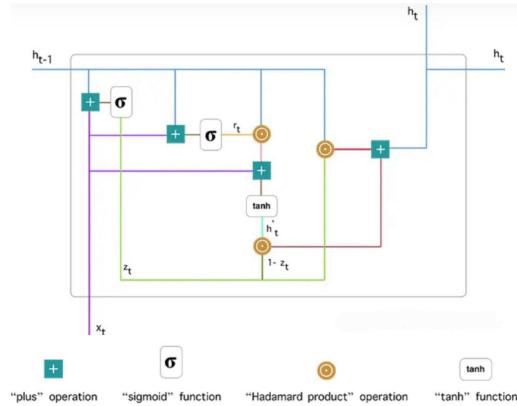 h_t
h_{t-1}
h_t
σ
σ
r_t
tanh
h'_t
z_t
1- z_t
x_t
σ
tanh
"plus" operation
"sigmoid" function
"Hadamard product" operation
"tanh" function